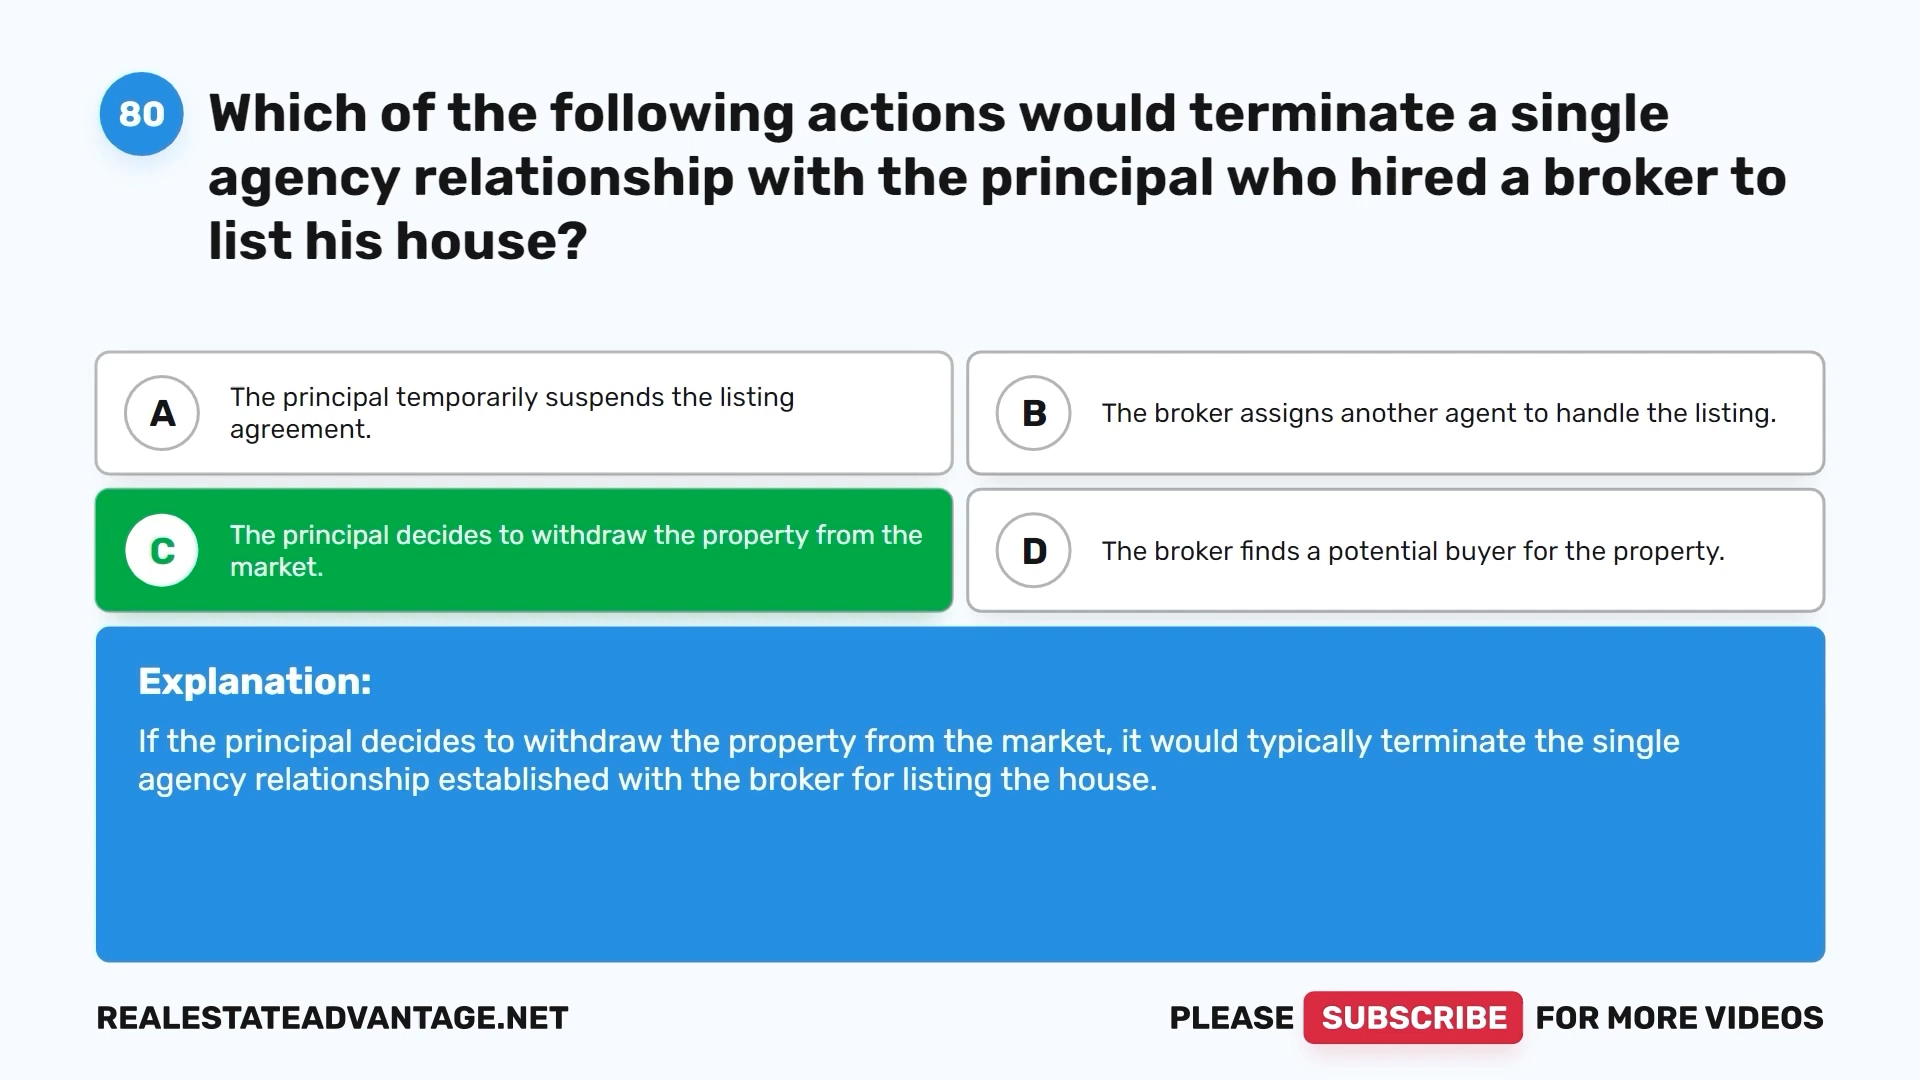 80
Which of the following actions would terminate a single
agency relationship with the principal who hired a broker to
list his house?
A
The principal temporarily suspends the listing
agreement.
B
The broker assigns another agent to handle the listing.
C
The principal decides to withdraw the property from the
market.
D
The broker finds a potential buyer for the property.
Explanation:
If the principal decides to withdraw the property from the market, it would typically terminate the single
agency relationship established with the broker for listing the house.
REALESTATEADVANTAGE.NET
PLEASE SUBSCRIBE FOR MORE VIDEOS